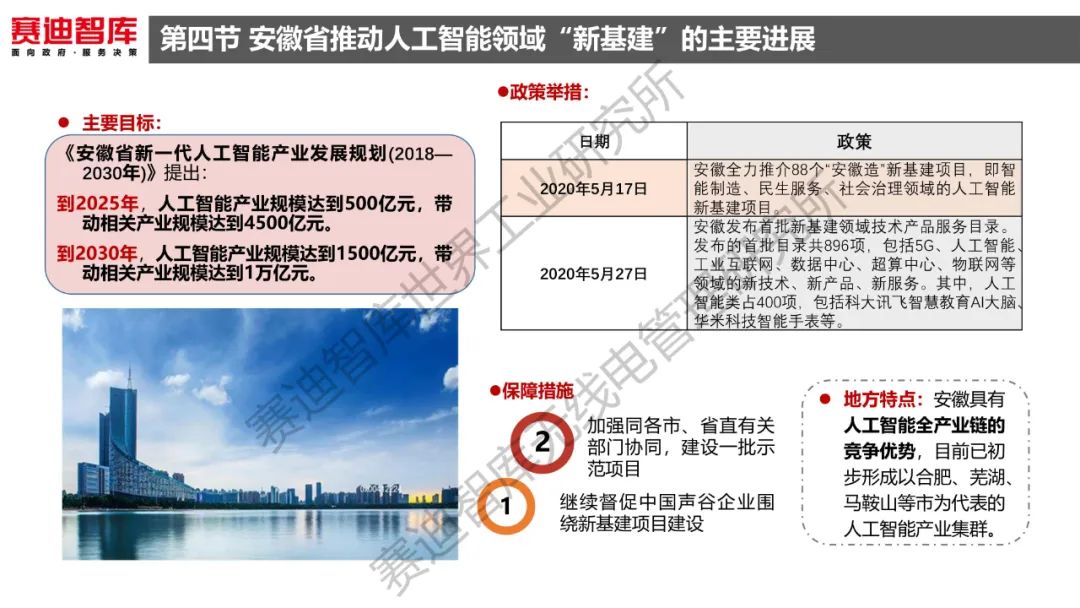 赛迪智库
面向政府·服务决策
第四节 安徽省推动人工智能领域“新基建”的主要进展
● 主要目标：
《安徽省新一代人工智能产业发展规划(2018—
2030年)》提出：
到2025年，人工智能产业规模达到500亿元，带
动相关产业规模达到4500亿元。
到2030年，人工智能产业规模达到1500亿元，带
动相关产业规模达到1万亿元。
●政策举措：
日期 政策
2020年5月17日
安徽全力推介88个“安徽造”新基建项目，即智
能制造、民生服务、社会治理领域的人工智能
新基建项目
2020年5月27日
安徽发布首批新基建领域技术产品服务目录。
发布的首批目录共896项，包括5G、人工智能、
工业互联网、数据中心、超算中心、物联网等
领域的新技术、新产品、新服务。其中，人工
智能类占400项，包括科大讯飞智慧教育AI大脑、
华米科技智能手表等。
●保障措施
2
加强同各市、省直有关
部门协同，建设一批示
范项目
1
继续督促中国声谷企业围
绕新基建项目建设
● 地方特点：安徽具有
人工智能全产业链的
竞争优势，目前已初
步形成以合肥、芜湖、
马鞍山等市为代表的
人工智能产业集群。
赛迪智库世界工业研究所
赛迪智库无线电管理研究所